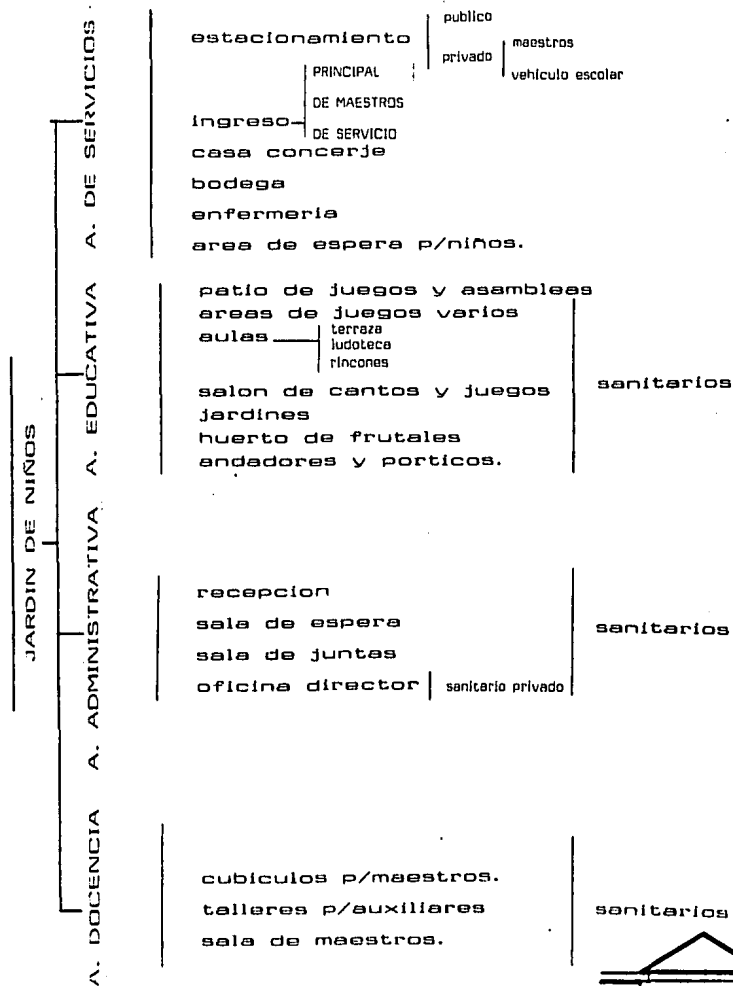 JARDIN DE NIÑOS
A. DE SERVICIOS
estacionamiento
publico
privado
maestros
vehículo escolar
ingreso
PRINCIPAL
DE MAESTROS
DE SERVICIO
casa concerje
bodega
enfermeria
area de espera p/niños.
A. EDUCATIVA
patio de juegos y asambleas
areas de juegos varios
aulas
terraza
ludoteca
rincones
salon de cantos y juegos
jardines
huerto de frutales
andadores y porticos.
sanitarios
A. ADMINISTRATIVA
recepcion
sala de espera
sala de juntas
oficina director
sanitario privado
sanitarios
A. DOCENCIA
cubiculos p/maestros.
talleres p/auxiliares
sala de maestros.
sanitarios